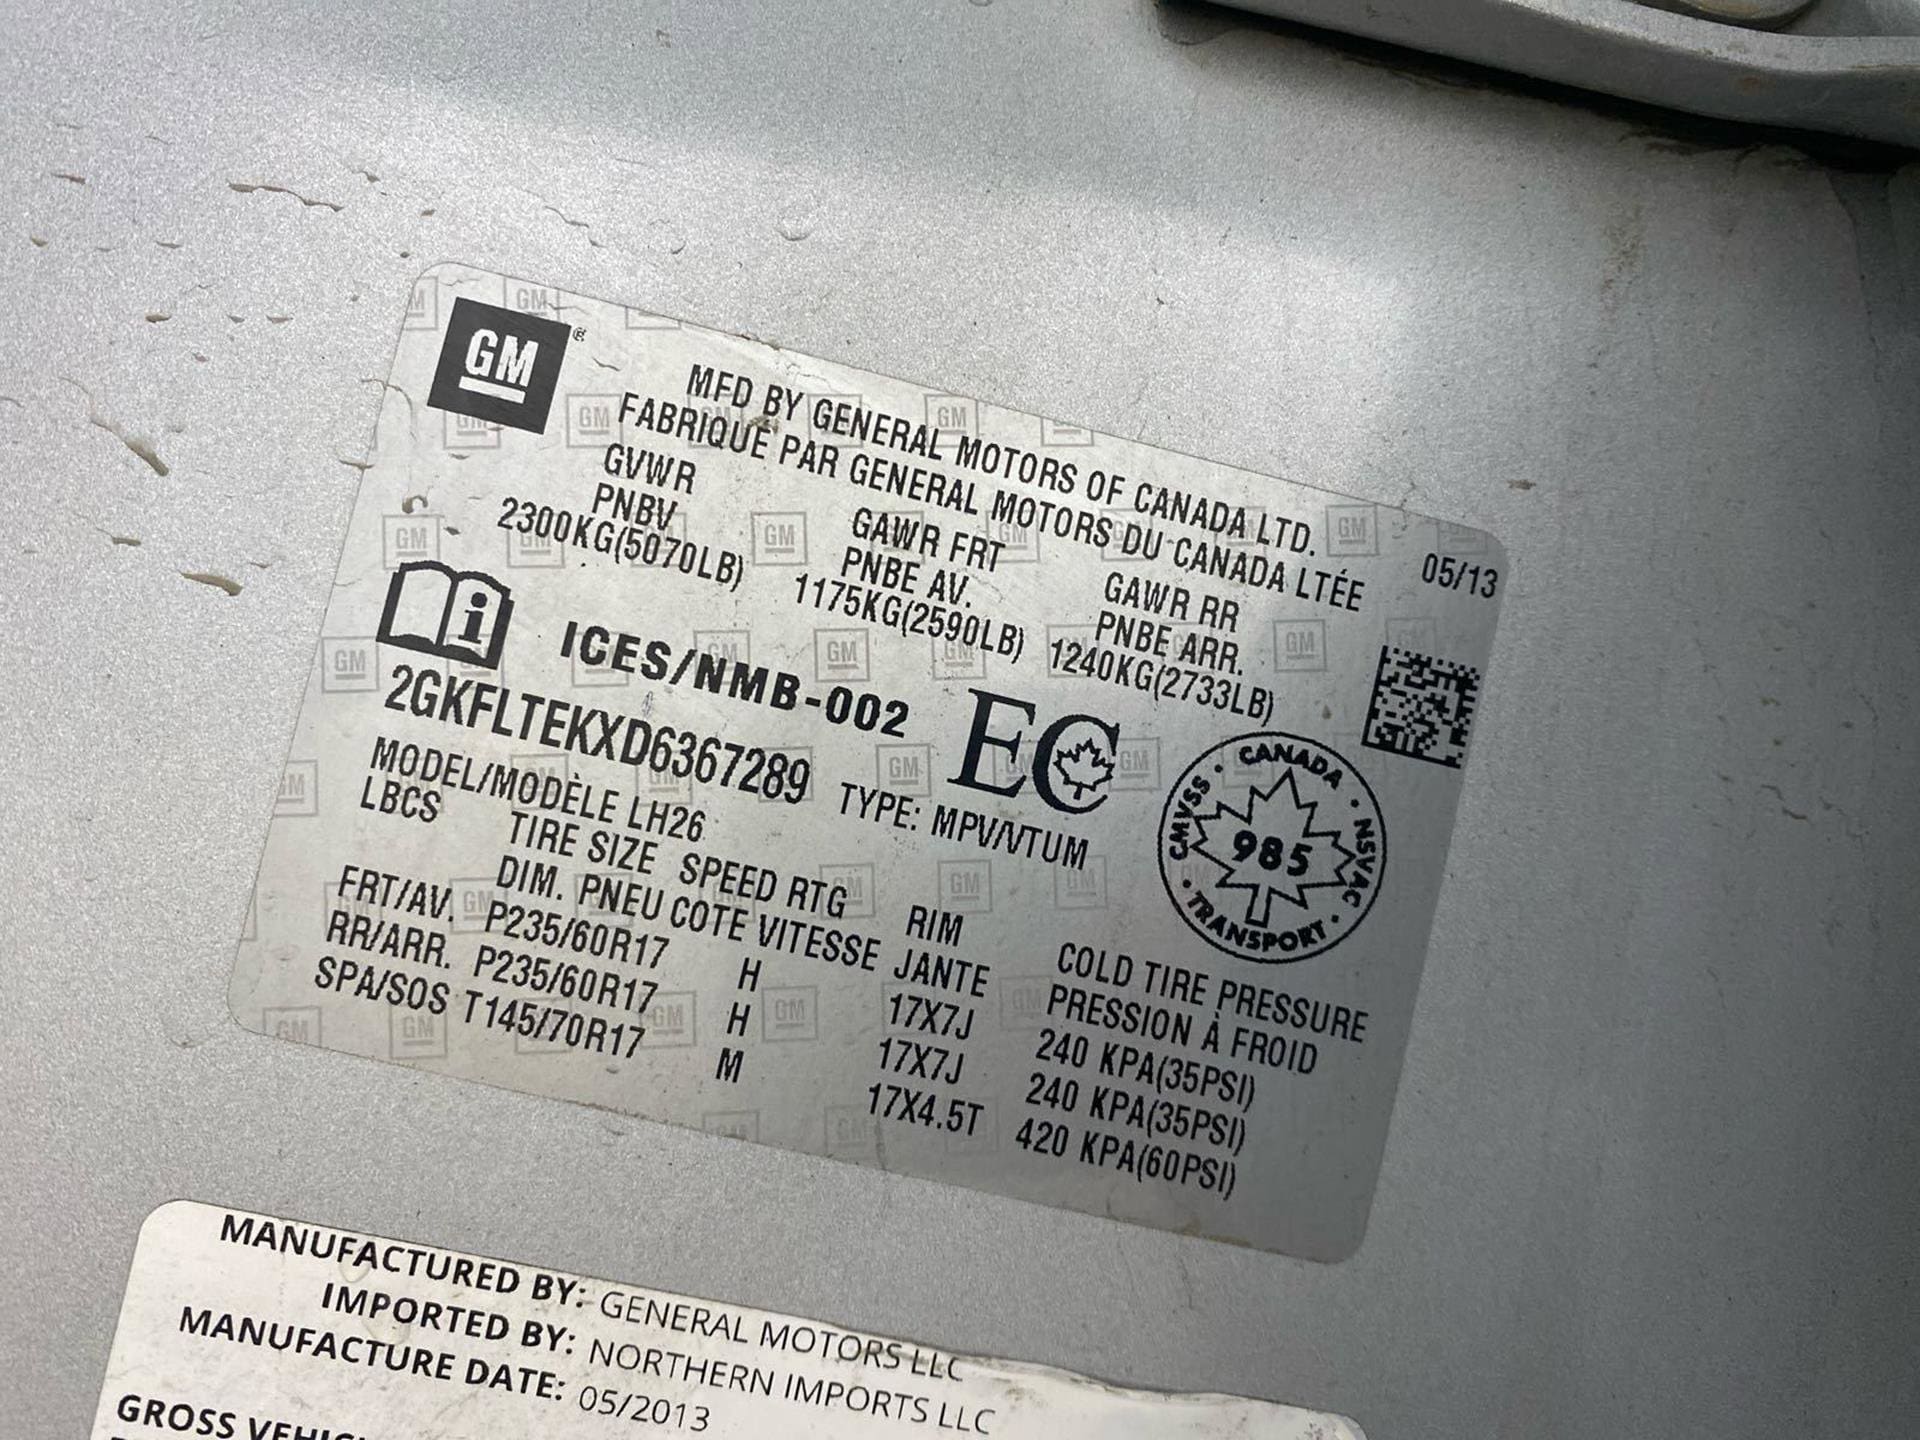 GM
MFD BY GENERAL MOTORS OF CANADA LTD.
FABRIQUÉ PAR GENERAL MOTORS DU CANADA LTÉE
05/13
GVWR GAWR FRT GAWR RR
PNBV PNBE AV. PNBE ARR.
2300KG(5070LB) 1175KG(2590LB) 1240KG(2733LB)
i ICES/NMB-002 EC
2GKFLTEKXD6367289 TYPE: MPV/VTUM
CANADA · NSVAC · TRANSPORT · CMVSS ·
985
MODEL/MODÈLE LH26
LBCS TIRE SIZE SPEED RTG RIM COLD TIRE PRESSURE
DIM. PNEU COTE VITESSE JANTE PRESSION À FROID
FRT/AV. P235/60R17 H 17X7J 240 KPA(35PSI)
RR/ARR. P235/60R17 H 17X7J 240 KPA(35PSI)
SPA/SOS T145/70R17 M 17X4.5T 420 KPA(60PSI)
MANUFACTURED BY: GENERAL MOTORS LLC
IMPORTED BY: NORTHERN IMPORTS LLC
MANUFACTURE DATE: 05/2013
GROSS